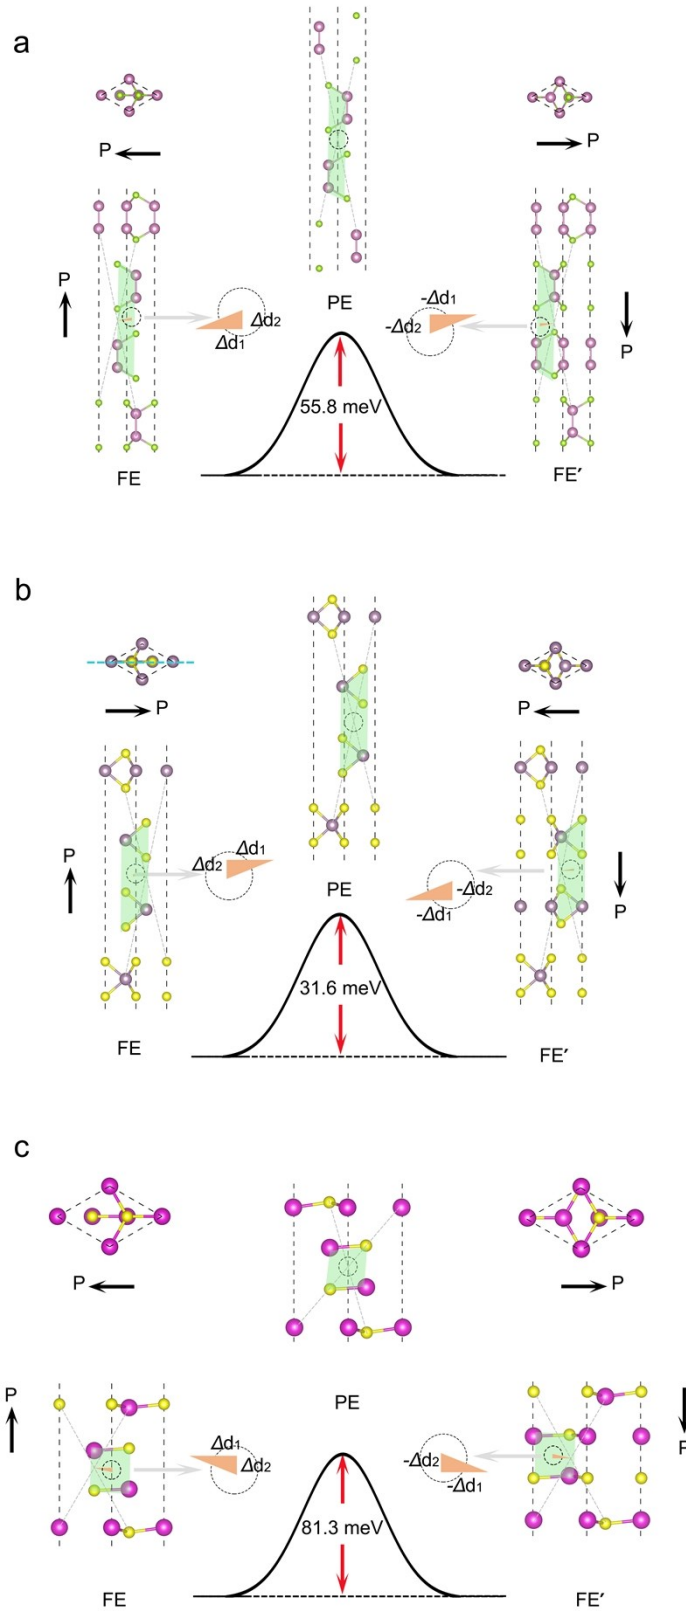 a
P
P
P
PE
-Δd₁
-Δd₂
Δd₂
Δd₁
P
55.8 meV
FE
FE′
b
P
P
P
Δd₁
Δd₂
PE
-Δd₂
-Δd₁
P
31.6 meV
FE
FE′
c
P
P
P
PE
Δd₁
Δd₂
-Δd₂
-Δd₁
P
81.3 meV
FE
FE′